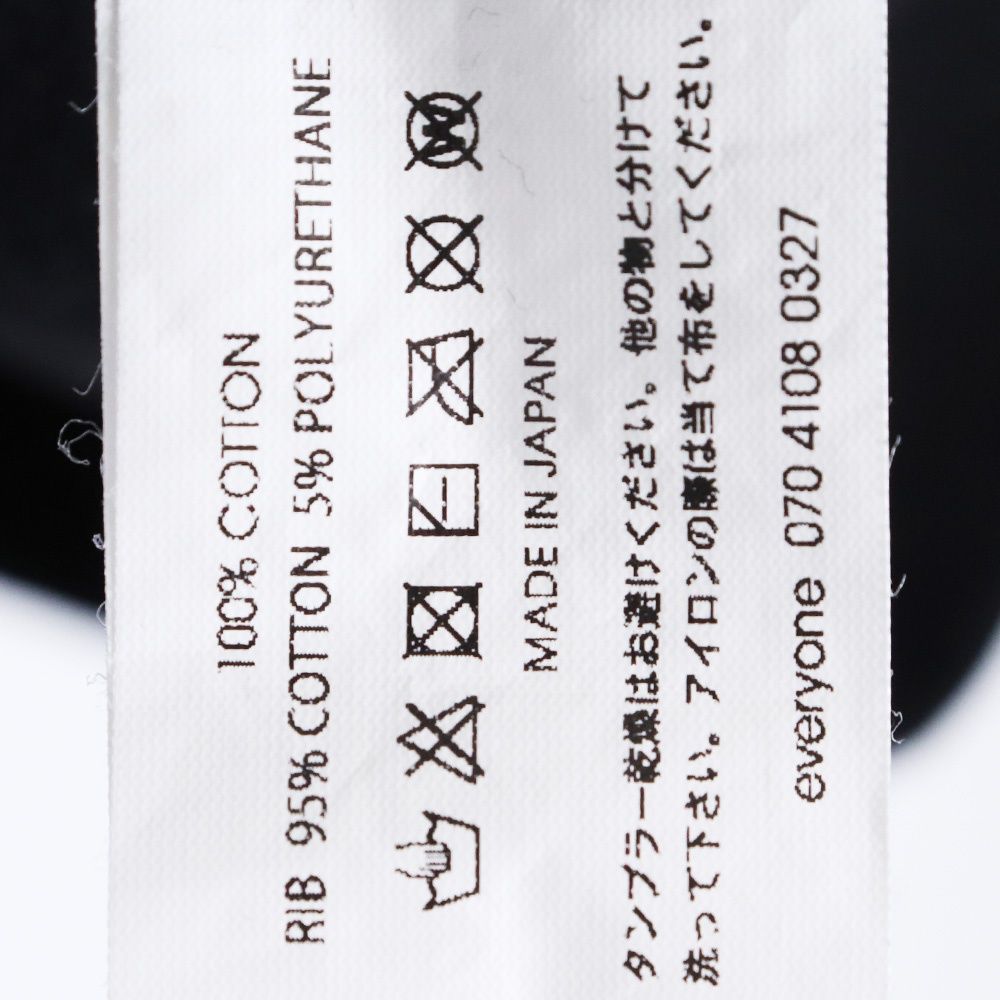 100% COTTON
RIB 95% COTTON 5% POLYURETHANE
W
MADE IN JAPAN
タンブラー乾燥はお避けください。他の物と分けて
洗って下さい。アイロンの際は当て布をしてください。
everyone 070 4108 0327